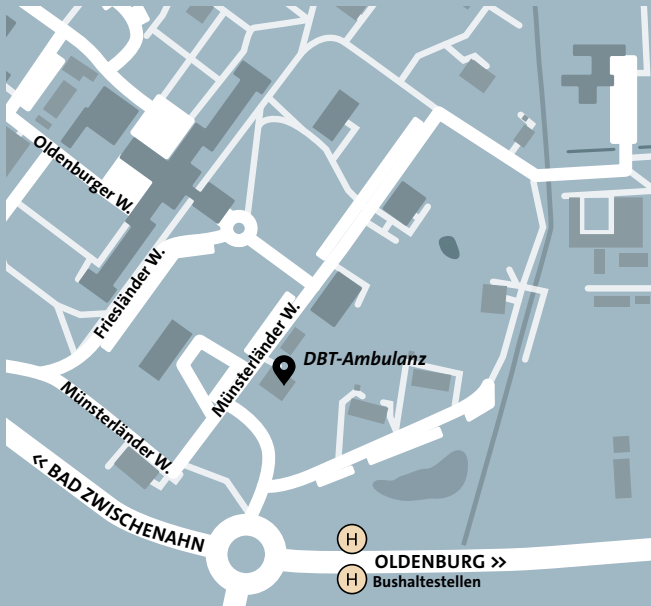 Oldenburger W.
Friesländer W.
Münsterländer W.
DBT-Ambulanz
Münsterländer W.
<< BAD ZWISCHENAHN
H
OLDENBURG >>
H Bushaltestellen